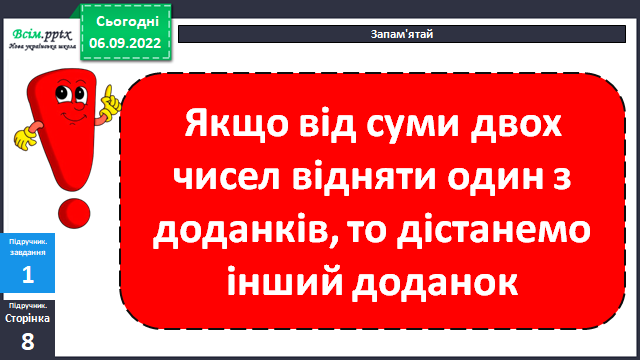 Всім.pptx
Нова українська школа
Сьогодні
06.09.2022
Запам'ятай
Якщо від суми двох
чисел відняти один з
доданків, то дістанемо
інший доданок
Підручник.
завдання
1
Підручник.
Сторінка
8